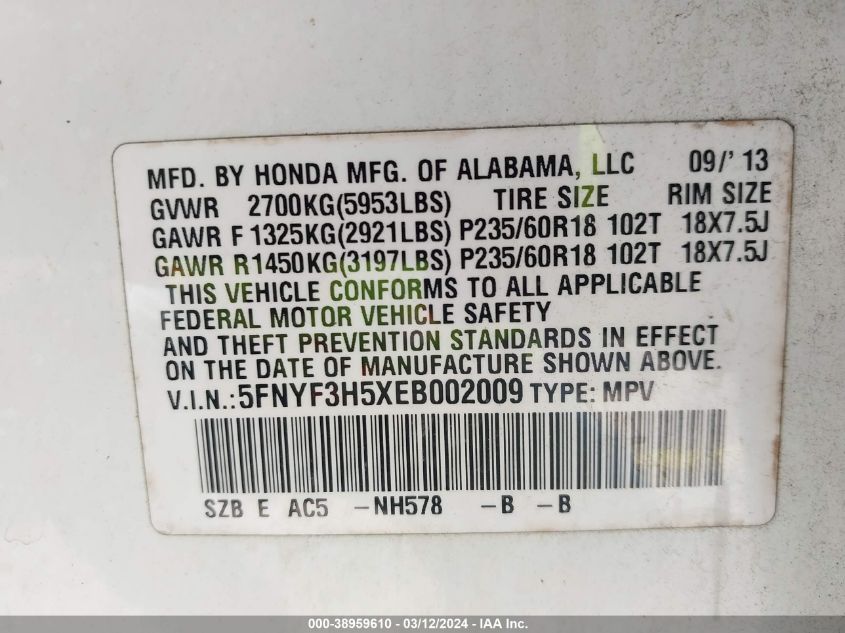 MFD. BY HONDA MFG. OF ALABAMA, LLC 09/' 13
GVWR 2700KG(5953LBS) TIRE SIZE RIM SIZE
GAWR F 1325KG(2921LBS) P235/60R18 102T 18X7.5J
GAWR R1450KG(3197LBS) P235/60R18 102T 18X7.5J
THIS VEHICLE CONFORMS TO ALL APPLICABLE
FEDERAL MOTOR VEHICLE SAFETY
AND THEFT PREVENTION STANDARDS IN EFFECT
ON THE DATE OF MANUFACTURE SHOWN ABOVE.
V.I.N.:5FNYF3H5XEB002009 TYPE: MPV
SZB E AC5 -NH578 -B -B
000-38959610 - 03/12/2024 - IAA Inc.